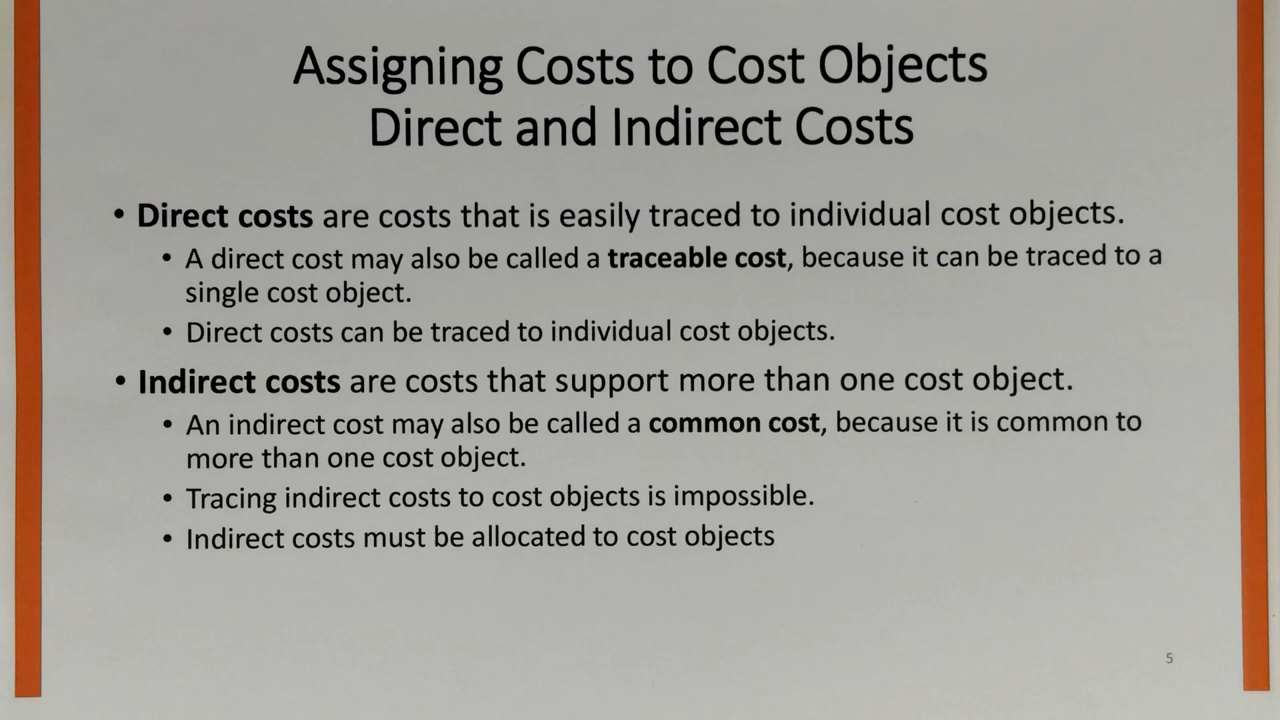 Assigning Costs to Cost Objects
Direct and Indirect Costs
• Direct costs are costs that is easily traced to individual cost objects.
• A direct cost may also be called a traceable cost, because it can be traced to a
single cost object.
• Direct costs can be traced to individual cost objects.
• Indirect costs are costs that support more than one cost object.
• An indirect cost may also be called a common cost, because it is common to
more than one cost object.
• Tracing indirect costs to cost objects is impossible.
• Indirect costs must be allocated to cost objects
5